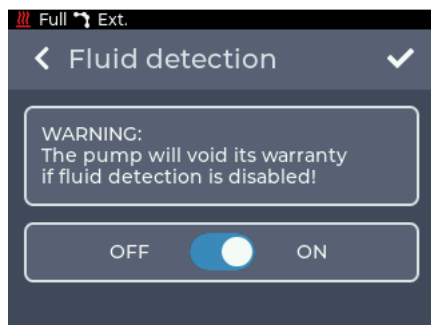 Full Ext.
Fluid detection
WARNING:
The pump will void its warranty
if fluid detection is disabled!
OFF ON